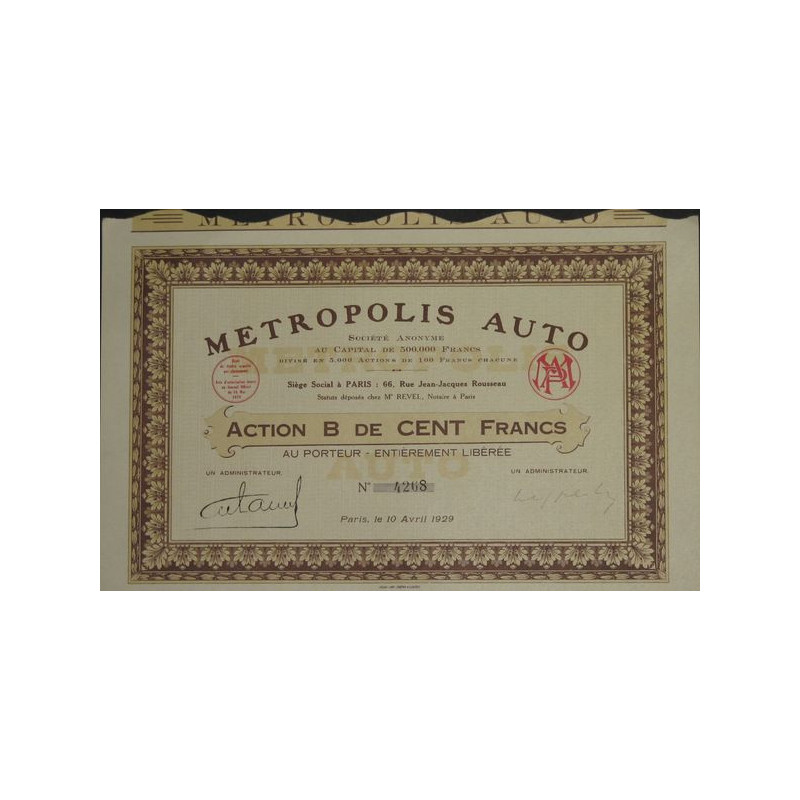 METROPOLIS AUTO
METROPOLIS AUTO
SOCIÉTÉ ANONYME
AU CAPITAL DE 500.000 FRANCS
DIVISÉ EN 5.000 ACTIONS DE 100 FRANCS CHACUNE
Siège Social à PARIS : 66, Rue Jean-Jacques Rousseau
Statuts déposés chez Mᵉ REVEL, Notaire à Paris
ACTION B DE CENT FRANCS
AU PORTEUR - ENTIÈREMENT LIBÉRÉE
AUTO
UN ADMINISTRATEUR,
UN ADMINISTRATEUR,
N° 4268
Paris, le 10 Avril 1929